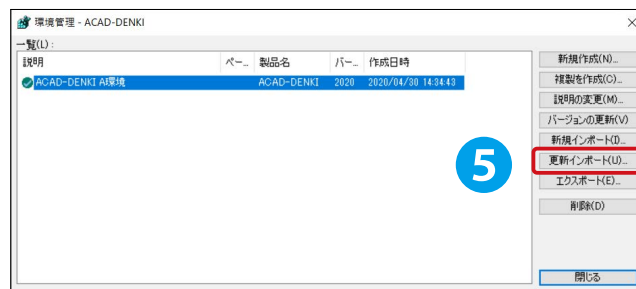 環境管理 - ACAD-DENKI
一覧(L):
説明 ペー... 製品名 バー... 作成日時
ACAD-DENKI AI環境 ACAD-DENKI 2020 2020/04/30 14:34:43
新規作成(N)...
複製を作成(C)...
説明の変更(M)...
バージョンの更新(V)
新規インポート(I)...
更新インポート(U)...
エクスポート(E)...
削除(D)
閉じる
5